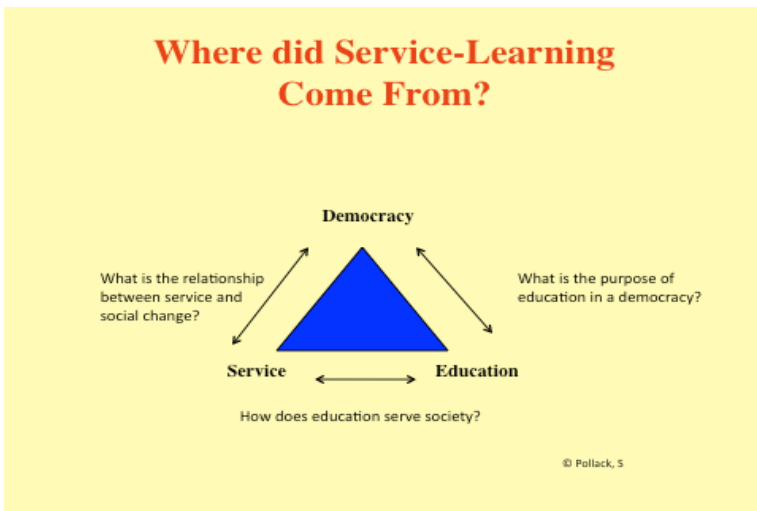 Where did Service-Learning
Come From?
Democracy
What is the relationship
between service and
social change?
What is the purpose of
education in a democracy?
Service
Education
How does education serve society?
© Pollack, S